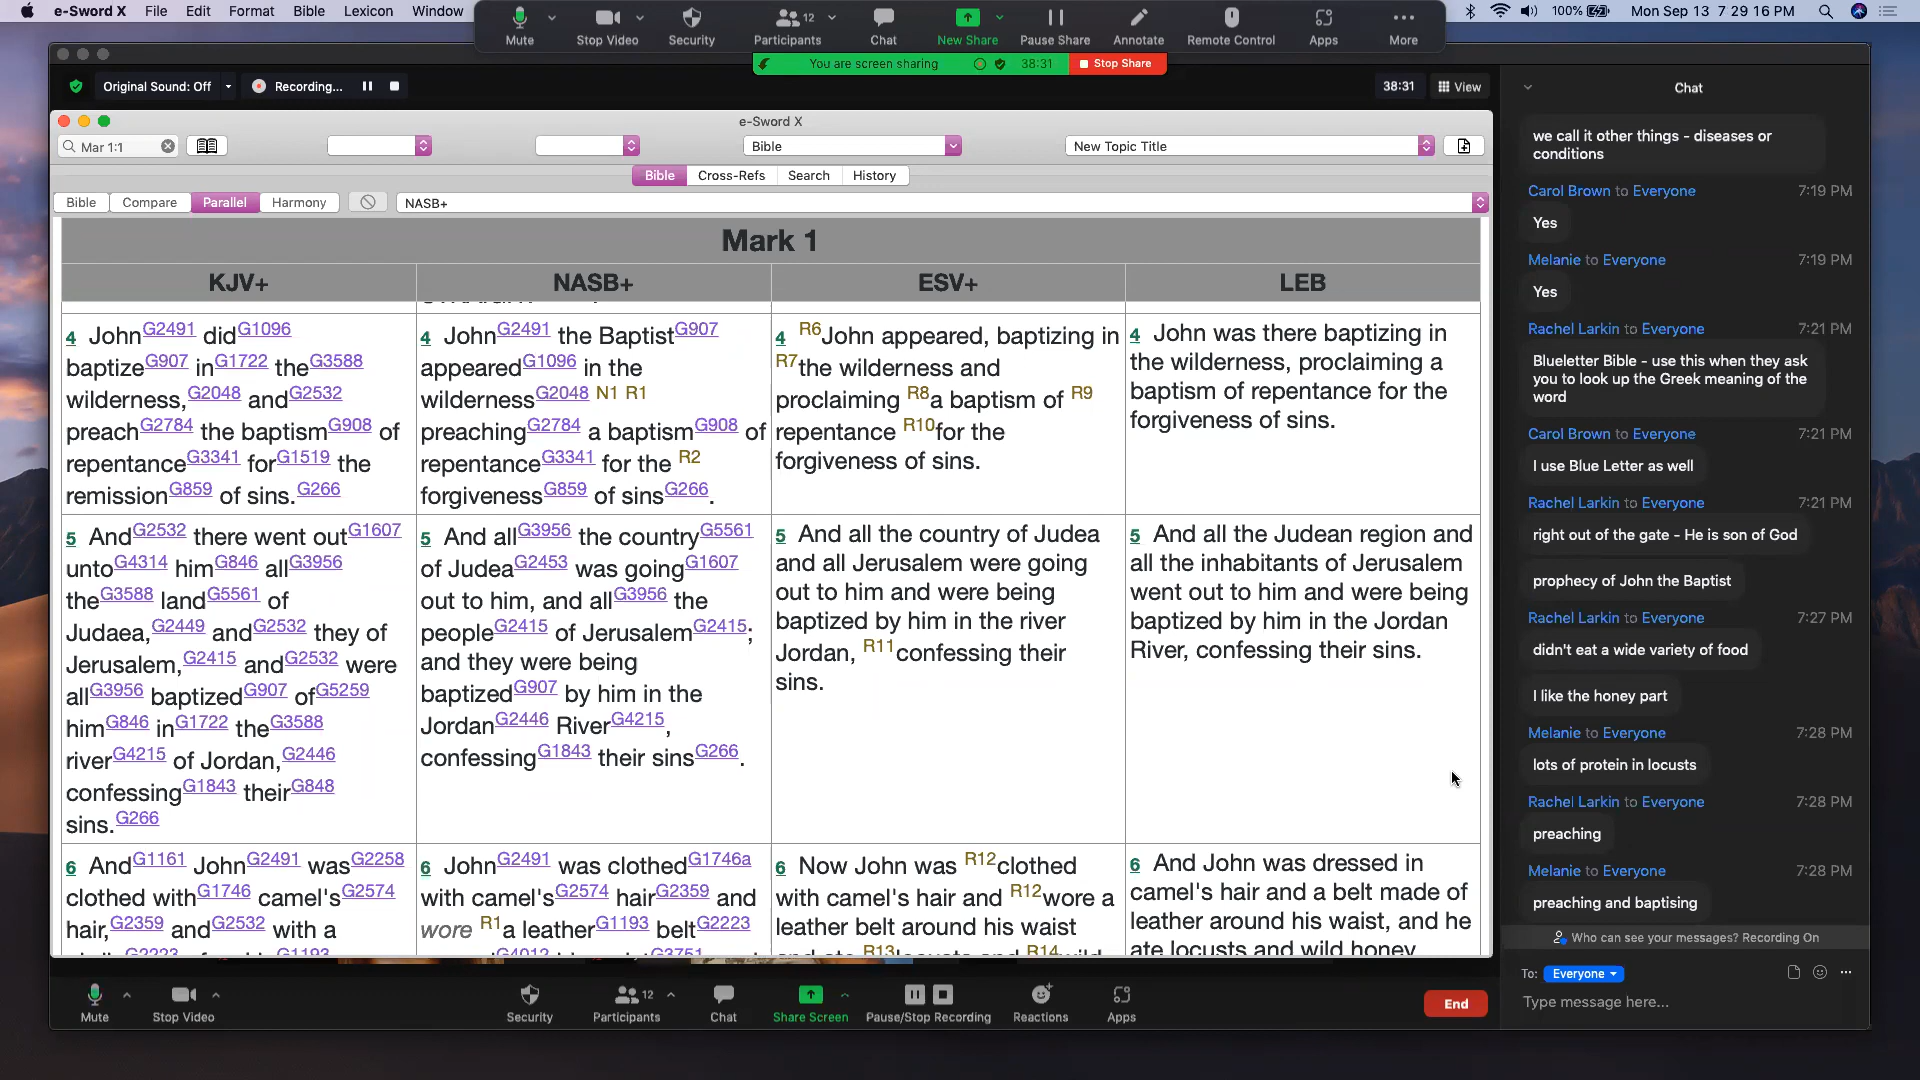 e-Sword X File Edit Format Bible Lexicon Window
100% Mon Sep 13 7 29 16 PM
Mute Stop Video Security Participants 12 Chat New Share Pause Share Annotate Remote Control Apps More
You are screen sharing 38:31 Stop Share
Original Sound: Off Recording... 38:31 View
e-Sword X
Mar 1:1 Bible New Topic Title
Bible Cross-Refs Search History
Bible Compare Parallel Harmony NASB+
Mark 1
KJV+ NASB+ ESV+ LEB
4 JohnG2491 didG1096
baptizeG907 inG1722 theG3588
wilderness,G2048 andG2532
preachG2784 the baptismG908 of
repentanceG3341 forG1519 the
remissionG859 of sins.G266
4 JohnG2491 the BaptistG907
appearedG1096 in the
wildernessG2048 N1 R1
preachingG2784 a baptismG908 of
repentanceG3341 for the R2
forgivenessG859 of sinsG266.
4 R6John appeared, baptizing in
R7the wilderness and
proclaiming R8a baptism of R9
repentance R10for the
forgiveness of sins.
4 John was there baptizing in
the wilderness, proclaiming a
baptism of repentance for the
forgiveness of sins.
5 AndG2532 there went outG1607
untoG4314 himG846 allG3956
theG3588 landG5561 of
Judaea,G2449 andG2532 they of
Jerusalem,G2415 andG2532 were
allG3956 baptizedG907 ofG5259
himG846 inG1722 theG3588
riverG4215 of Jordan,G2446
confessingG1843 theirG848
sins.G266
5 And allG3956 the countryG5561
of JudeaG2453 was goingG1607
out to him, and allG3956 the
peopleG2415 of JerusalemG2415;
and they were being
baptizedG907 by him in the
JordanG2446 RiverG4215,
confessingG1843 their sinsG266.
5 And all the country of Judea
and all Jerusalem were going
out to him and were being
baptized by him in the river
Jordan, R11confessing their
sins.
5 And all the Judean region and
all the inhabitants of Jerusalem
went out to him and were being
baptized by him in the Jordan
River, confessing their sins.
6 AndG1161 JohnG2491 wasG2258
clothed withG1746 camel'sG2574
hair,G2359 andG2532 with a
G2223 G1193
6 JohnG2491 was clothedG1746a
with camel'sG2574 hairG2359 and
wore R1a leatherG1193 beltG2223
G4012 G3751
6 Now John was R12clothed
with camel's hair and R12wore a
leather belt around his waist
and ate R13locusts and R14wild
6 And John was dressed in
camel's hair and a belt made of
leather around his waist, and he
ate locusts and wild honey
Chat
we call it other things - diseases or
conditions
Carol Brown to Everyone 7:19 PM
Yes
Melanie to Everyone 7:19 PM
Yes
Rachel Larkin to Everyone 7:21 PM
Blueletter Bible - use this when they ask
you to look up the Greek meaning of the
word
Carol Brown to Everyone 7:21 PM
I use Blue Letter as well
Rachel Larkin to Everyone 7:21 PM
right out of the gate - He is son of God
prophecy of John the Baptist
Rachel Larkin to Everyone 7:27 PM
didn't eat a wide variety of food
I like the honey part
Melanie to Everyone 7:28 PM
lots of protein in locusts
Rachel Larkin to Everyone 7:28 PM
preaching
Melanie to Everyone 7:28 PM
preaching and baptising
Who can see your messages? Recording On
To: Everyone
Type message here...
Mute Stop Video Security Participants 12 Chat Share Screen Pause/Stop Recording Reactions Apps End